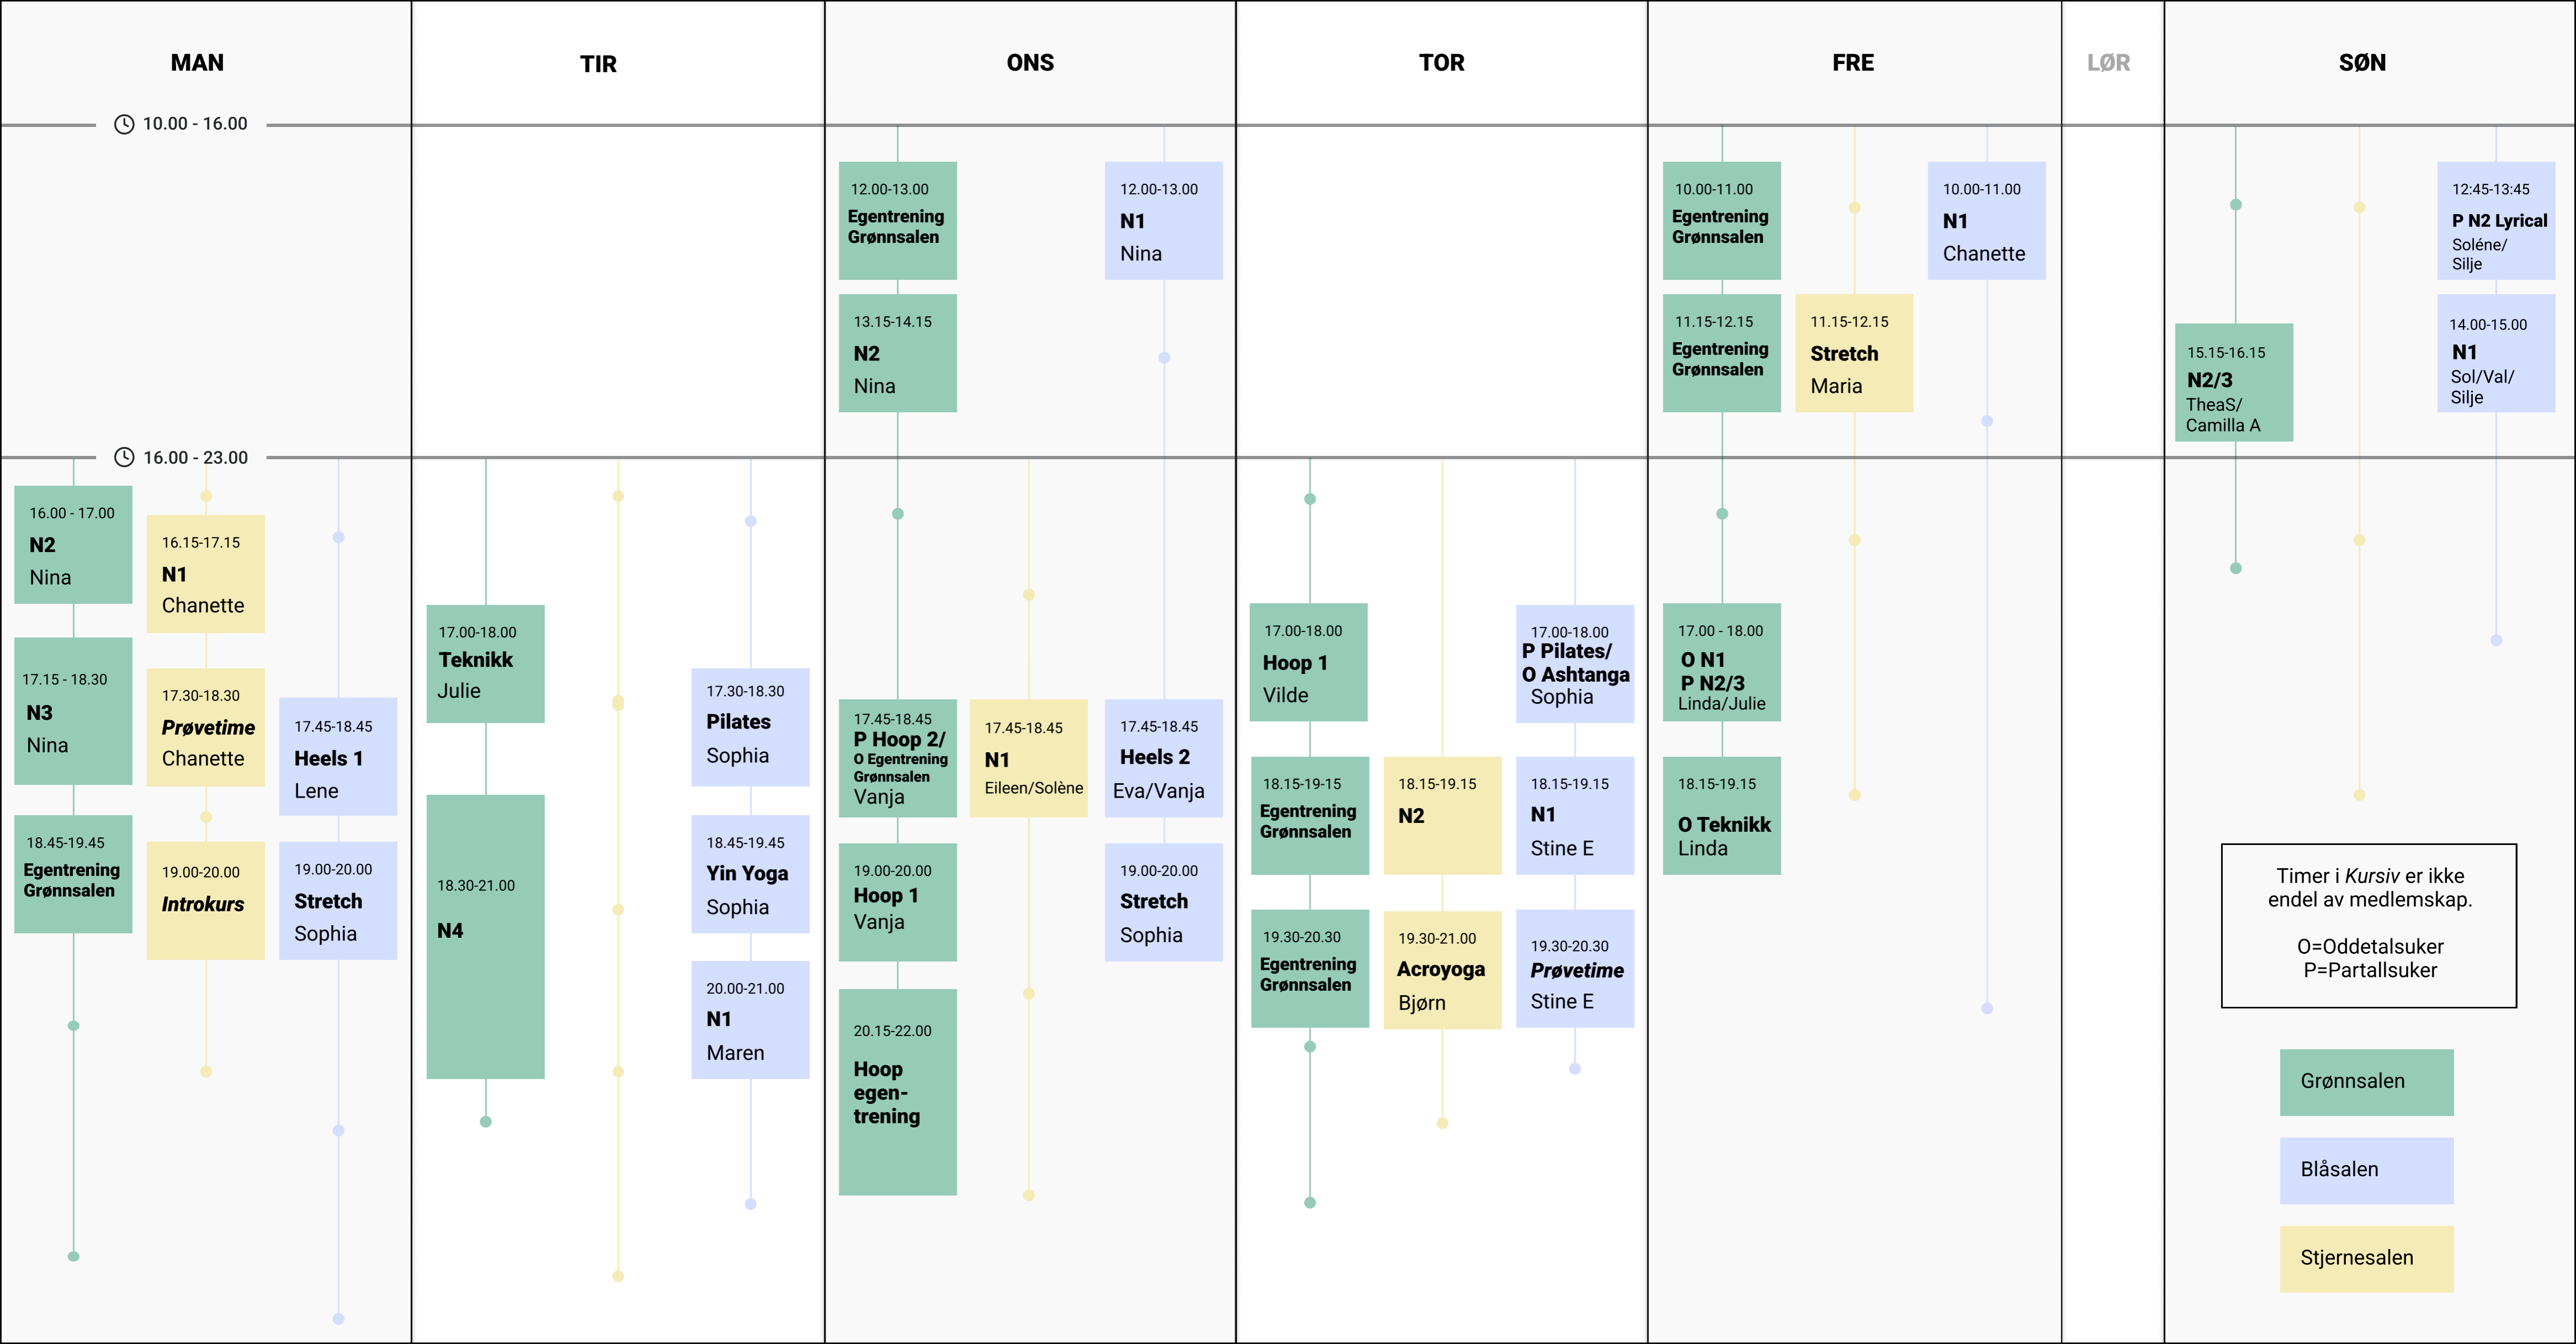 MAN
TIR
ONS
TOR
FRE
LØR
SØN
10.00 - 16.00
16.00 - 23.00
16.00 - 17.00
N2
Nina
17.15 - 18.30
N3
Nina
18.45-19.45
Egentrening
Grønnsalen
16.15-17.15
N1
Chanette
17.30-18.30
Prøvetime
Chanette
19.00-20.00
Introkurs
17.45-18.45
Heels 1
Lene
19.00-20.00
Stretch
Sophia
17.00-18.00
Teknikk
Julie
18.30-21.00
N4
17.30-18.30
Pilates
Sophia
18.45-19.45
Yin Yoga
Sophia
20.00-21.00
N1
Maren
12.00-13.00
Egentrening
Grønnsalen
13.15-14.15
N2
Nina
17.45-18.45
P Hoop 2/
O Egentrening
Grønnsalen
Vanja
19.00-20.00
Hoop 1
Vanja
20.15-22.00
Hoop
egen-
trening
17.45-18.45
N1
Eileen/Solène
12.00-13.00
N1
Nina
17.45-18.45
Heels 2
Eva/Vanja
19.00-20.00
Stretch
Sophia
17.00-18.00
Hoop 1
Vilde
18.15-19-15
Egentrening
Grønnsalen
19.30-20.30
Egentrening
Grønnsalen
18.15-19.15
N2
19.30-21.00
Acroyoga
Bjørn
17.00-18.00
P Pilates/
O Ashtanga
Sophia
18.15-19.15
N1
Stine E
19.30-20.30
Prøvetime
Stine E
10.00-11.00
Egentrening
Grønnsalen
11.15-12.15
Egentrening
Grønnsalen
17.00 - 18.00
O N1
P N2/3
Linda/Julie
18.15-19.15
O Teknikk
Linda
11.15-12.15
Stretch
Maria
10.00-11.00
N1
Chanette
15.15-16.15
N2/3
TheaS/
Camilla A
12:45-13:45
P N2 Lyrical
Soléne/
Silje
14.00-15.00
N1
Sol/Val/
Silje
Timer i Kursiv er ikke
endel av medlemskap.
O=Oddetalsuker
P=Partallsuker
Grønnsalen
Blåsalen
Stjernesalen